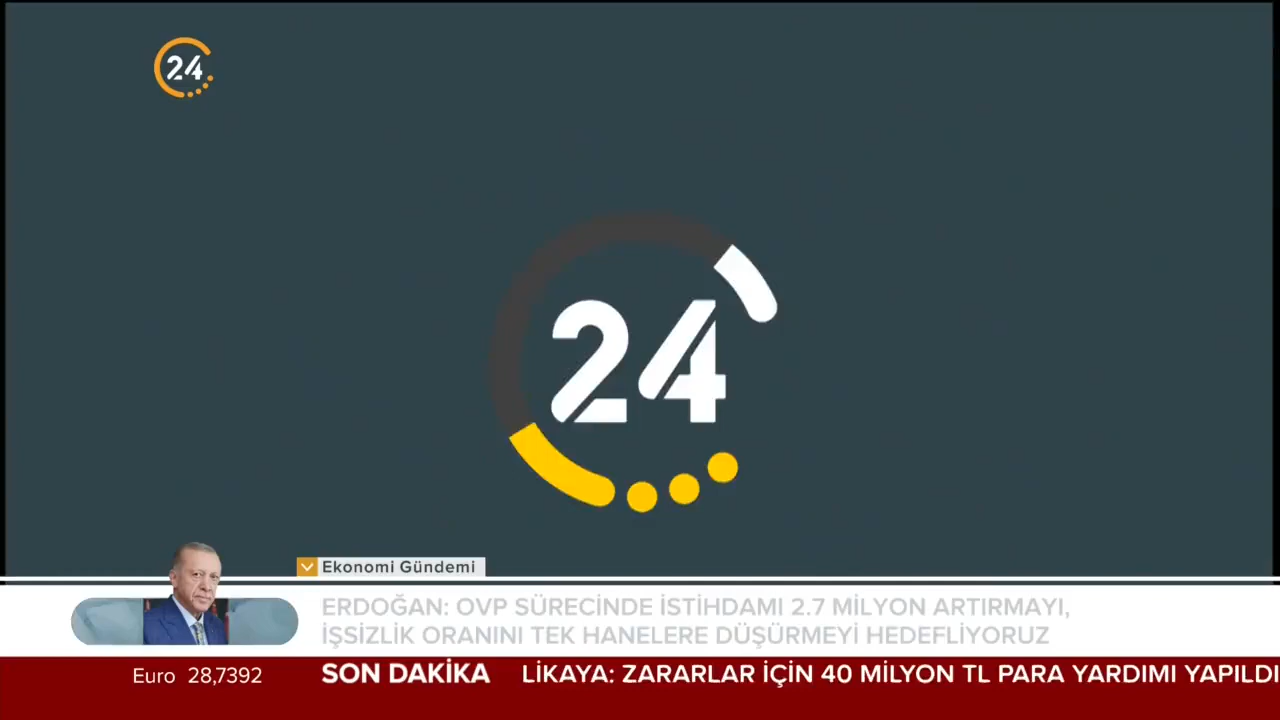 24
24
Ekonomi Gündemi
ERDOĞAN: OVP SÜRECİNDE İSTİHDAMI 2.7 MİLYON ARTIRMAYI,
İŞSİZLİK ORANINI TEK HANELERE DÜŞÜRMEYİ HEDEFLİYORUZ
Euro 28,7392 SON DAKİKA LİKAYA: ZARARLAR İÇİN 40 MİLYON TL PARA YARDIMI YAPILDI